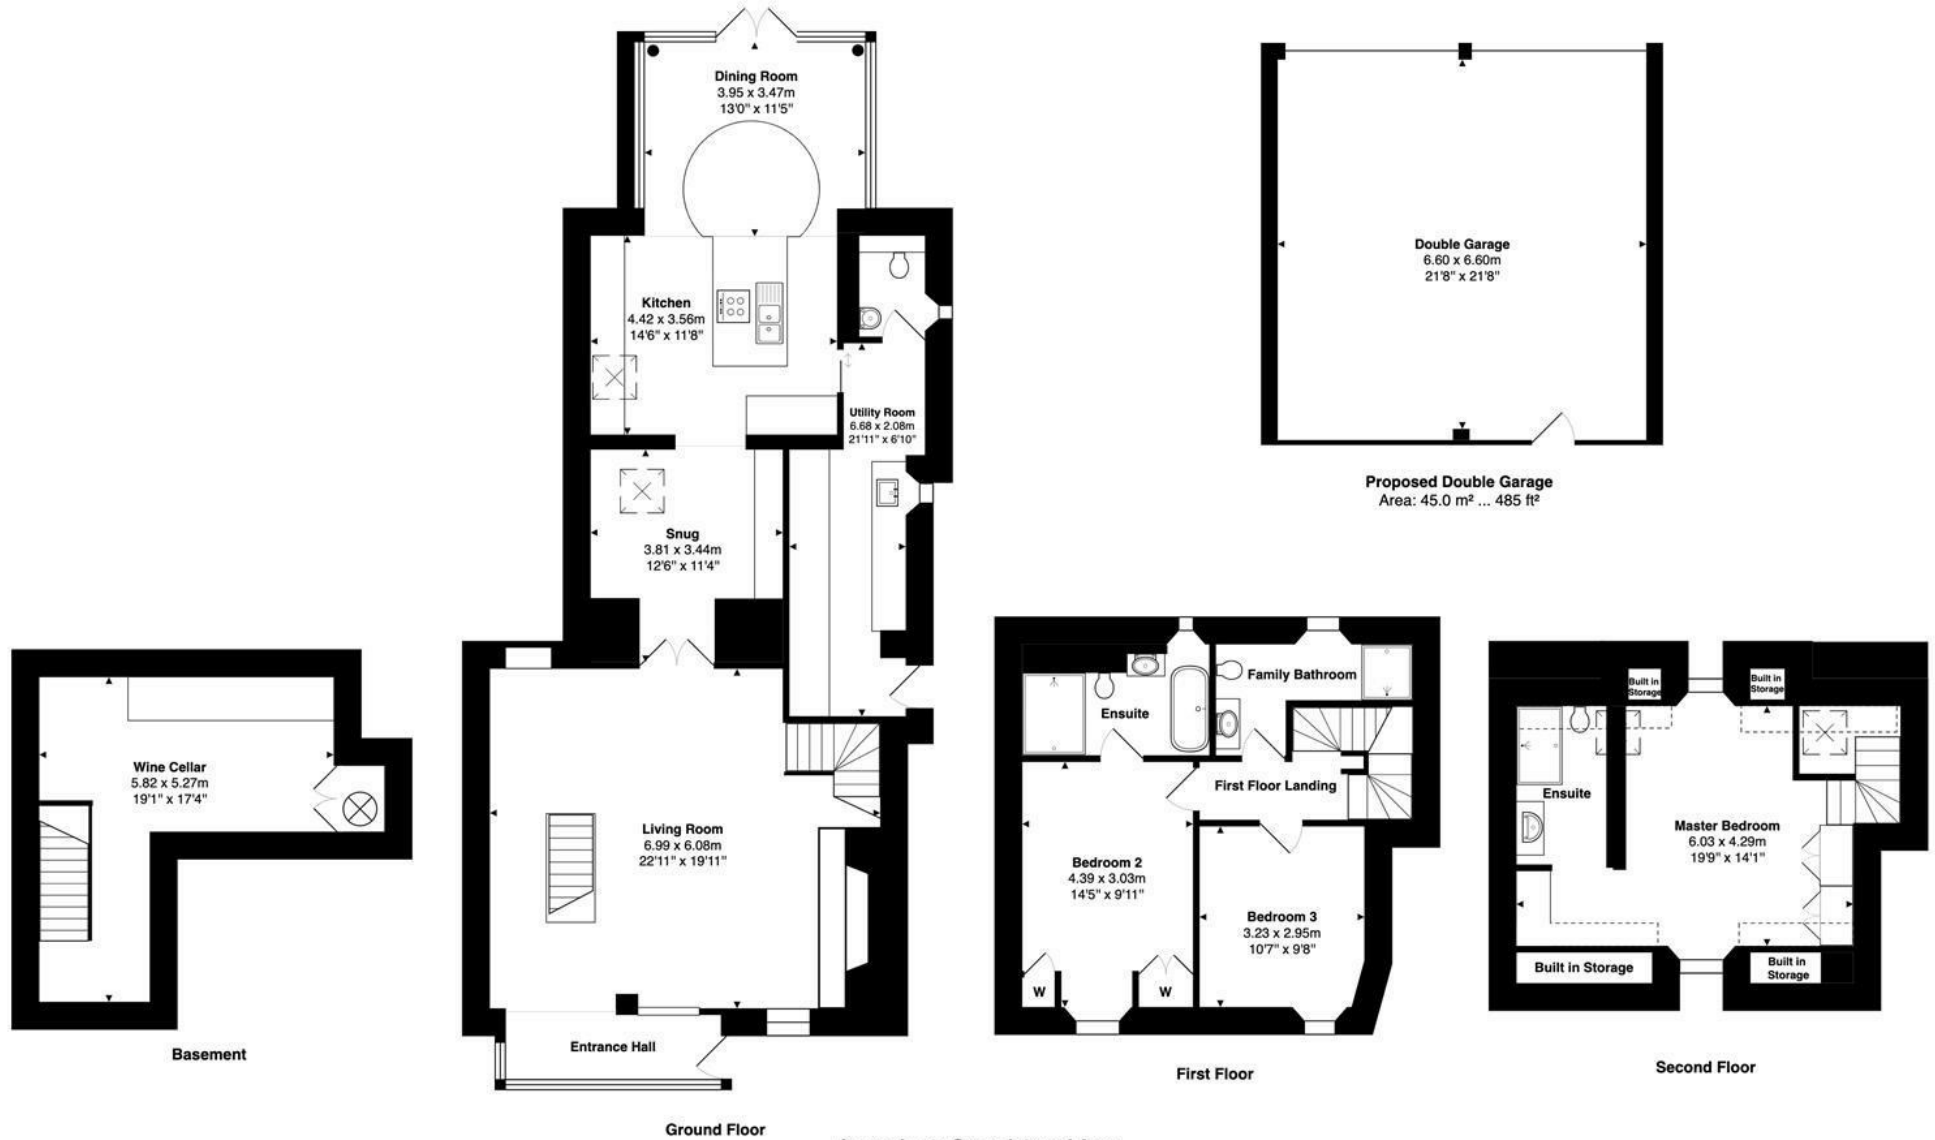 Dining Room
3.95 x 3.47m
13'0" x 11'5"
Kitchen
4.42 x 3.56m
14'6" x 11'8"
Utility Room
6.68 x 2.08m
21'11" x 6'10"
Snug
3.81 x 3.44m
12'6" x 11'4"
Living Room
6.99 x 6.08m
22'11" x 19'11"
Entrance Hall
Ground Floor
Double Garage
6.60 x 6.60m
21'8" x 21'8"
Proposed Double Garage
Area: 45.0 m² ... 485 ft²
Wine Cellar
5.82 x 5.27m
19'1" x 17'4"
Basement
Ensuite
Family Bathroom
First Floor Landing
Bedroom 2
4.39 x 3.03m
14'5" x 9'11"
Bedroom 3
3.23 x 2.95m
10'7" x 9'8"
W
W
First Floor
Built in
Storage
Built in
Storage
Ensuite
Master Bedroom
6.03 x 4.29m
19'9" x 14'1"
Built in Storage
Built in
Storage
Second Floor